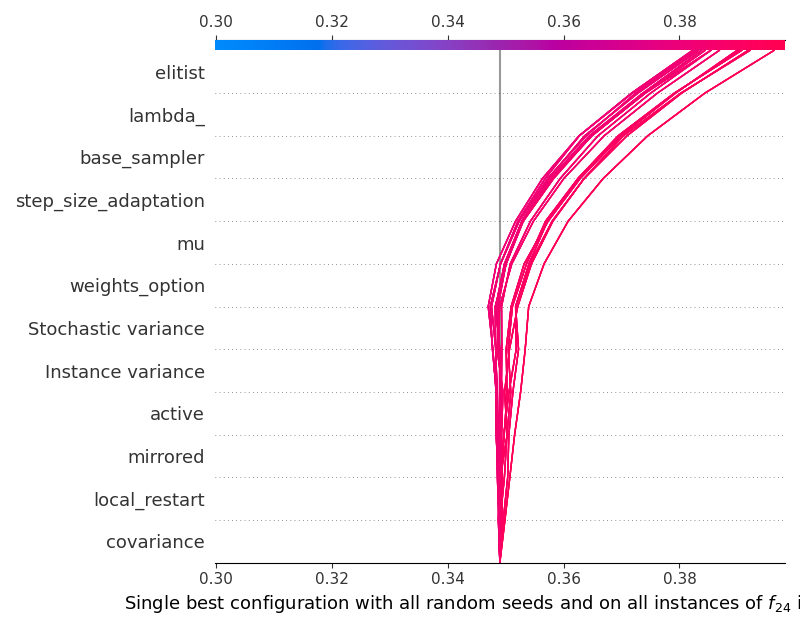 0.30 0.32 0.34 0.36 0.38
elitist
lambda_
base_sampler
step_size_adaptation
mu
weights_option
Stochastic variance
Instance variance
active
mirrored
local_restart
covariance
0.30 0.32 0.34 0.36 0.38
Single best configuration with all random seeds and on all instances of f_24 i